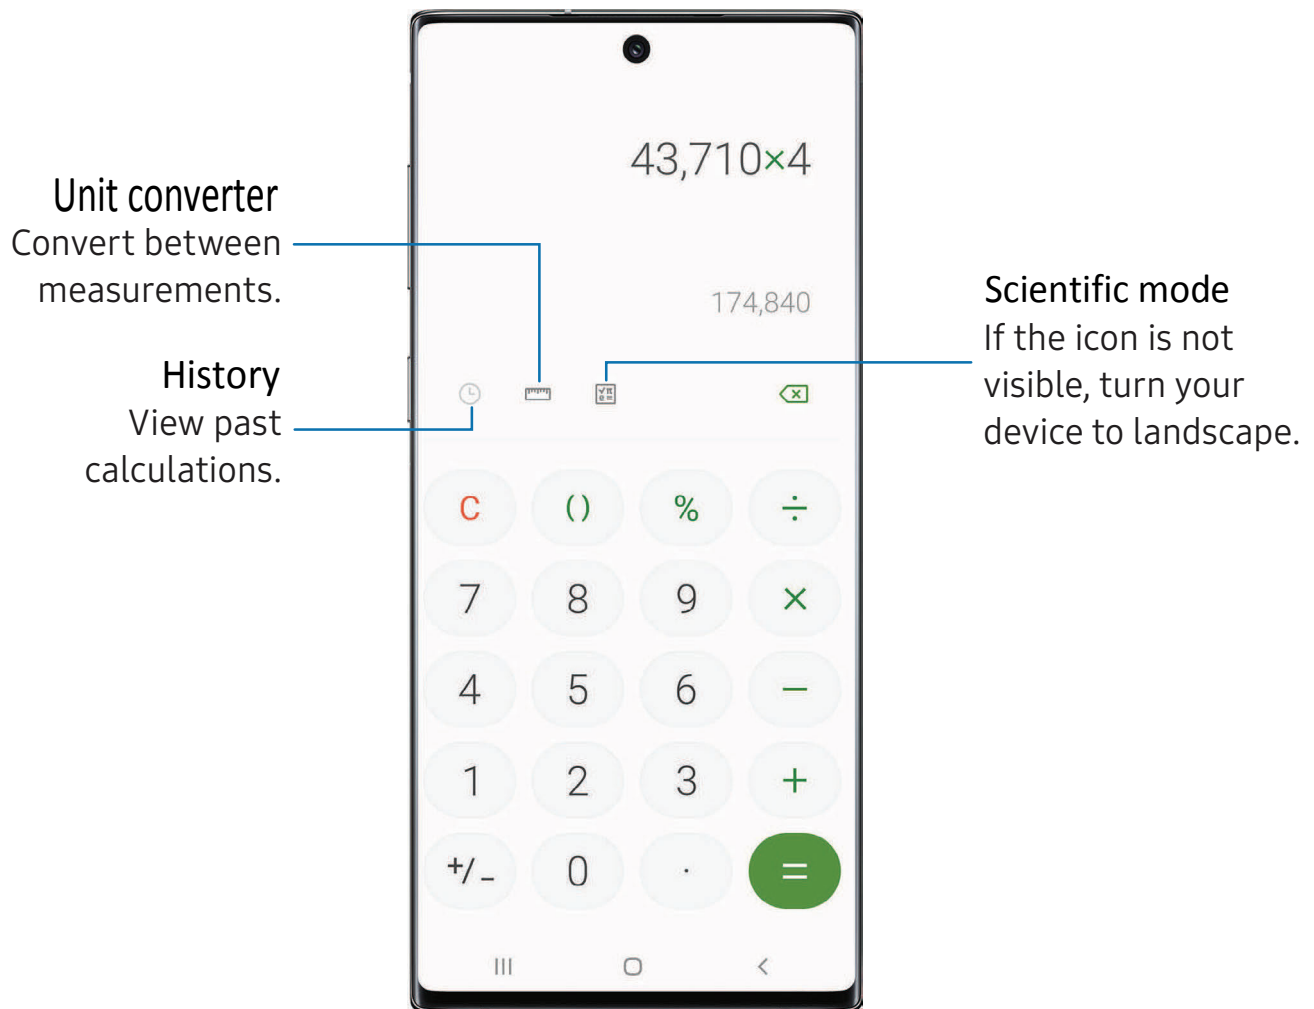 43,710×4
Unit converter
Convert between
measurements.
174,840
Scientific mode
If the icon is not
visible, turn your
device to landscape.
History
View past
calculations.
√π
e=
C () % ÷
7 8 9 ×
4 5 6 −
1 2 3 +
+/- 0 . =